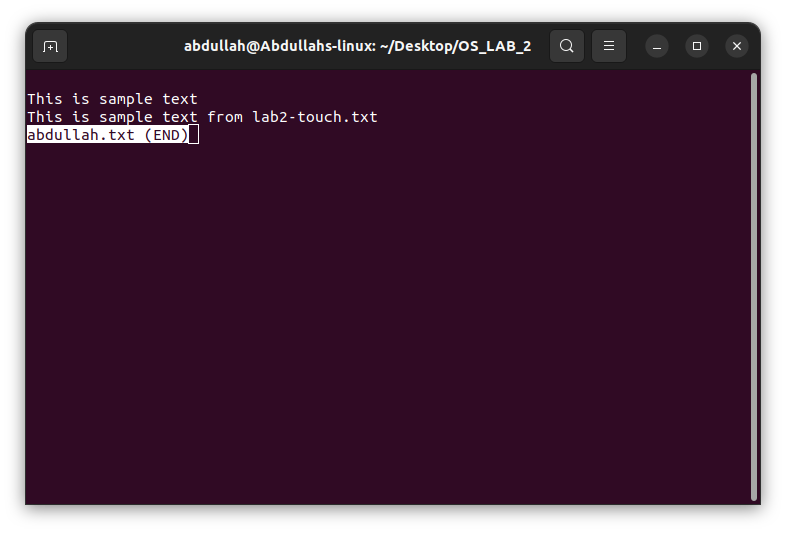 abdullah@Abdullahs-linux: ~/Desktop/OS_LAB_2
This is sample text
This is sample text from lab2-touch.txt
abdullah.txt (END)